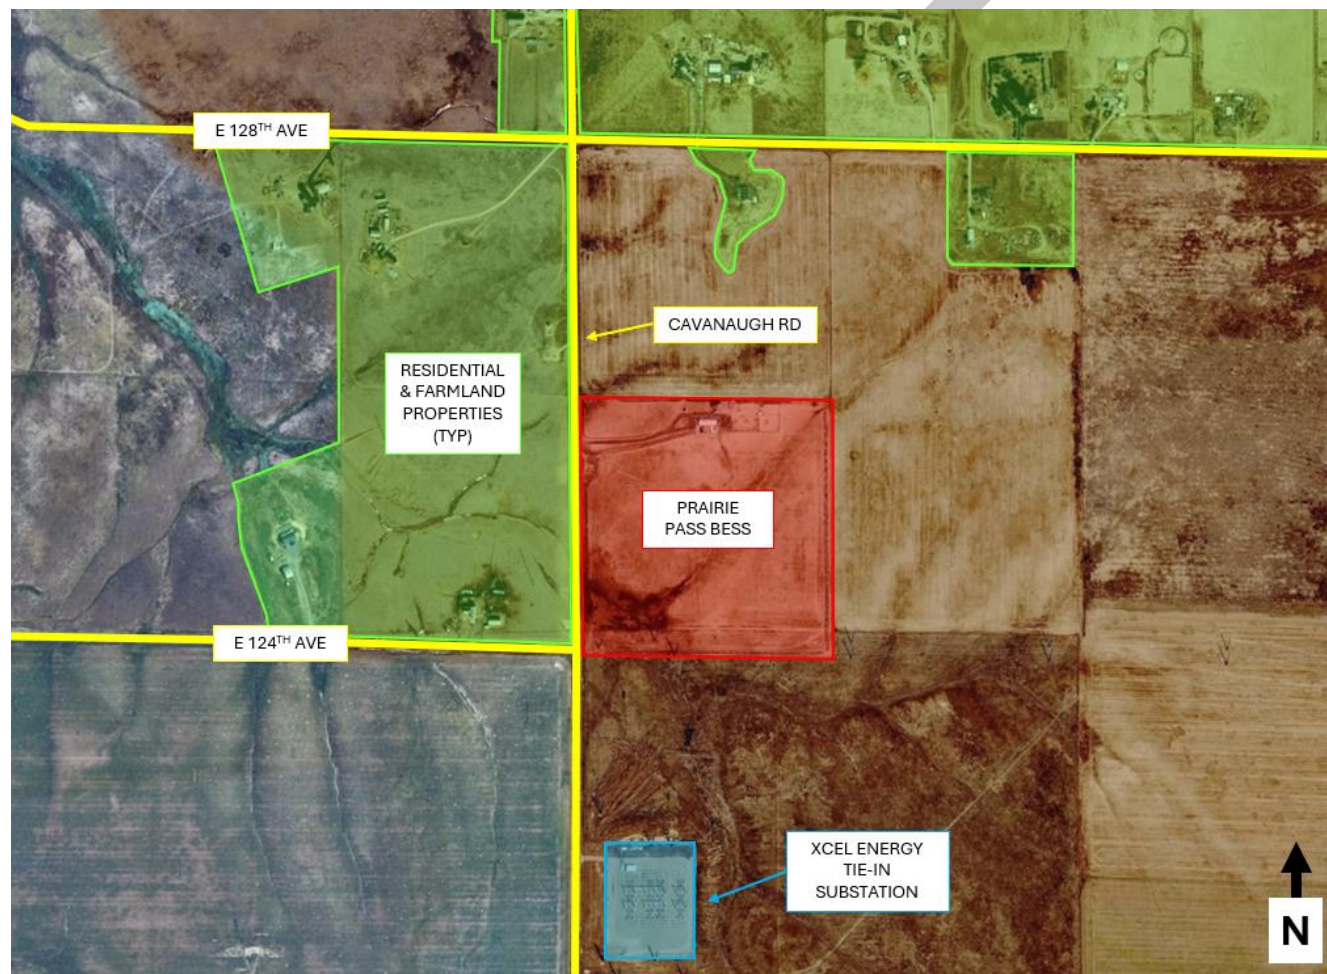 E 128TH AVE
CAVANAUGH RD
RESIDENTIAL
& FARMLAND
PROPERTIES
(TYP)
PRAIRIE
PASS BESS
E 124TH AVE
XCEL ENERGY
TIE-IN
SUBSTATION
N